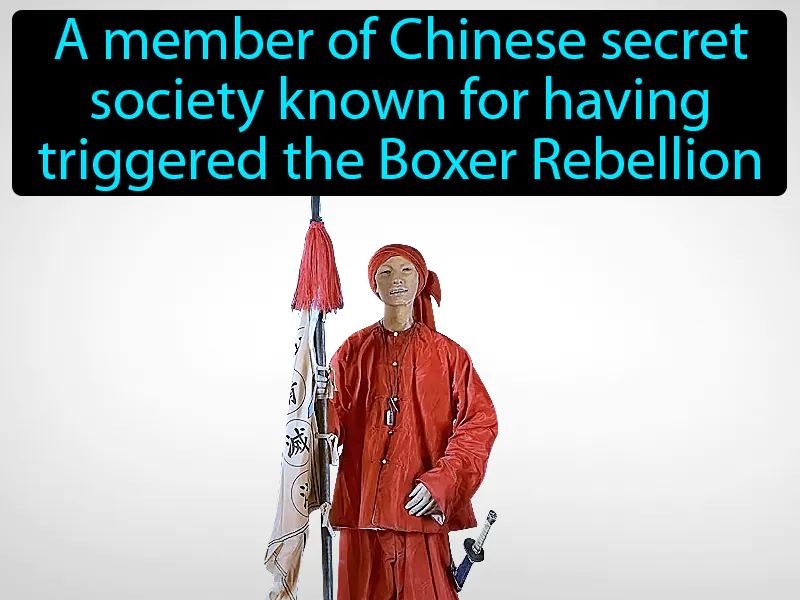 A member of Chinese secret
society known for having
triggered the Boxer Rebellion
滅